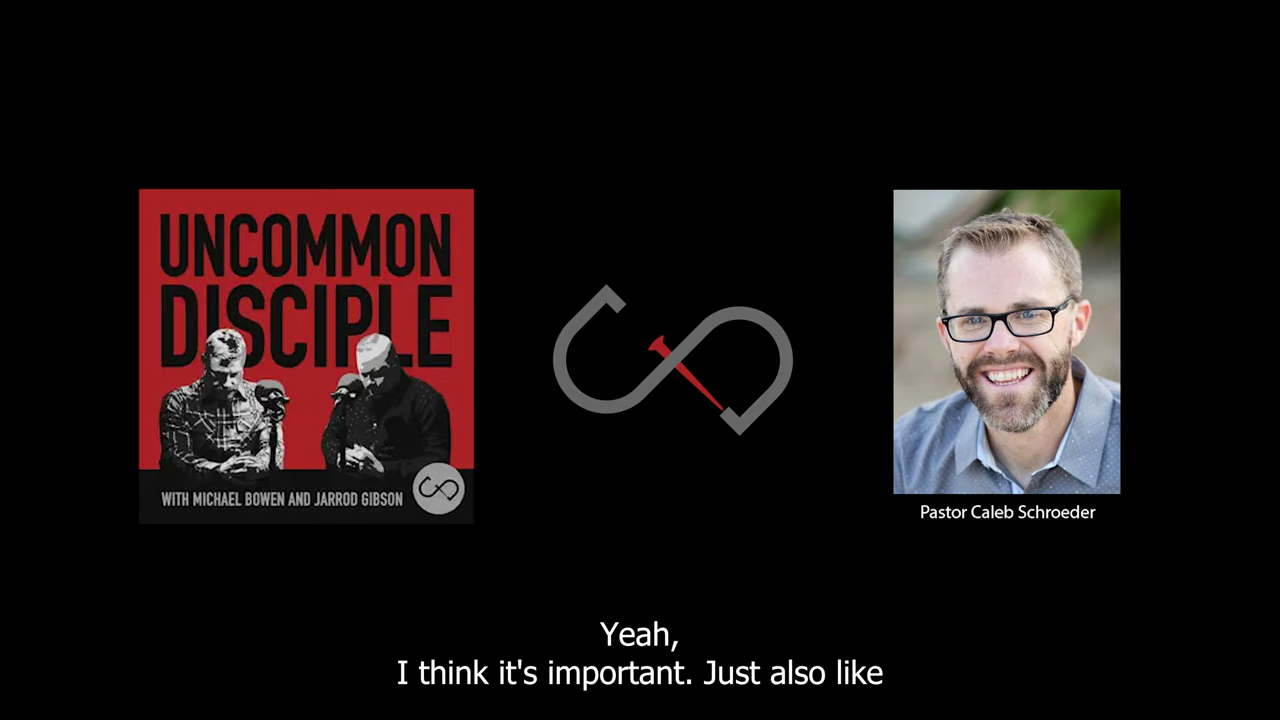 UNCOMMON
DISCIPLE
WITH MICHAEL BOWEN AND JARROD GIBSON
Pastor Caleb Schroeder
Yeah,
I think it's important. Just also like